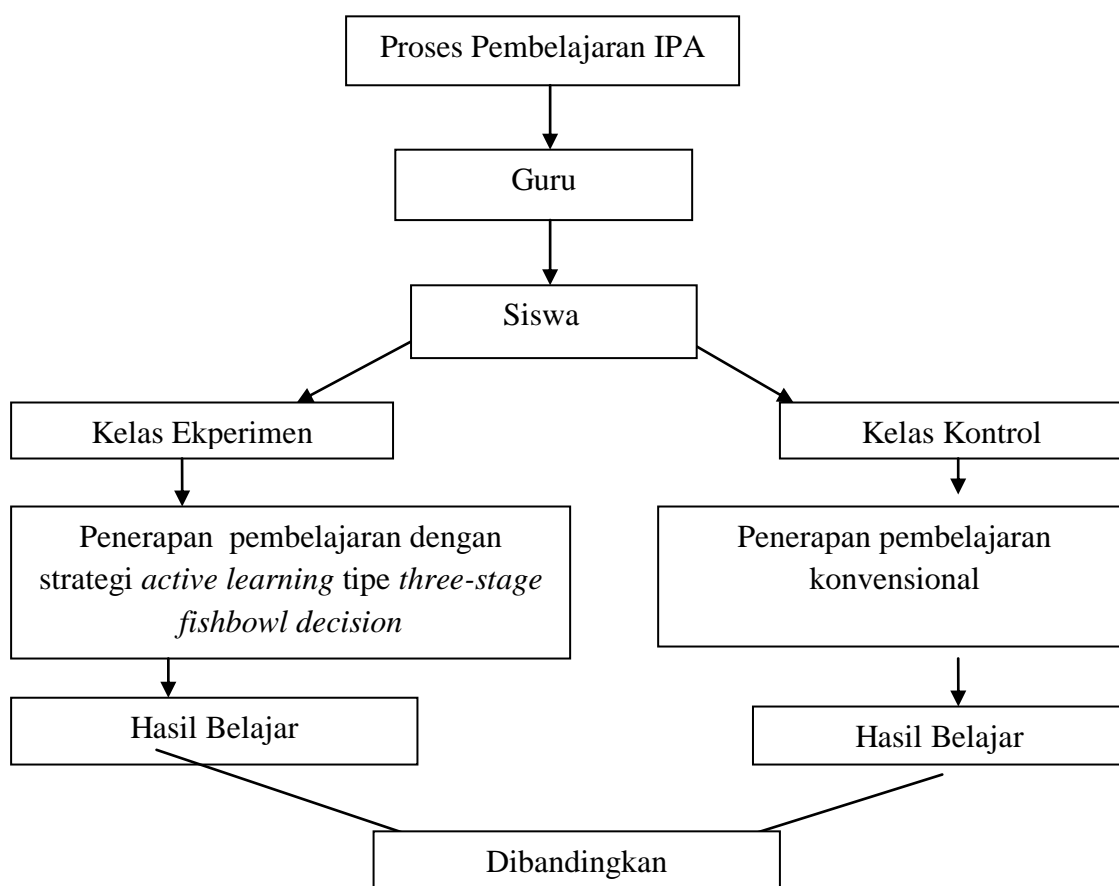 Proses Pembelajaran IPA
Guru
Siswa
Kelas Ekperimen
Kelas Kontrol
Penerapan pembelajaran dengan
strategi active learning tipe three-stage
fishbowl decision
Penerapan pembelajaran
konvensional
Hasil Belajar
Hasil Belajar
Dibandingkan